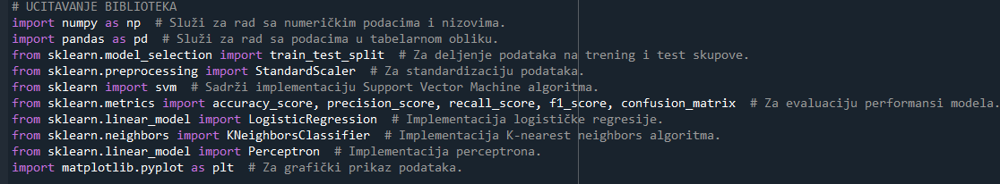 # UCITAVANJE BIBLIOTEKA
import numpy as np  # Služi za rad sa numeričkim podacima i nizovima.
import pandas as pd  # Služi za rad sa podacima u tabelarnom obliku.
from sklearn.model_selection import train_test_split  # Za deljenje podataka na trening i test skupove.
from sklearn.preprocessing import StandardScaler  # Za standardizaciju podataka.
from sklearn import svm  # Sadrži implementaciju Support Vector Machine algoritma.
from sklearn.metrics import accuracy_score, precision_score, recall_score, f1_score, confusion_matrix  # Za evaluaciju performansi modela.
from sklearn.linear_model import LogisticRegression  # Implementacija logističke regresije.
from sklearn.neighbors import KNeighborsClassifier  # Implementacija K-nearest neighbors algoritma.
from sklearn.linear_model import Perceptron  # Implementacija perceptrona.
import matplotlib.pyplot as plt  # Za grafički prikaz podataka.